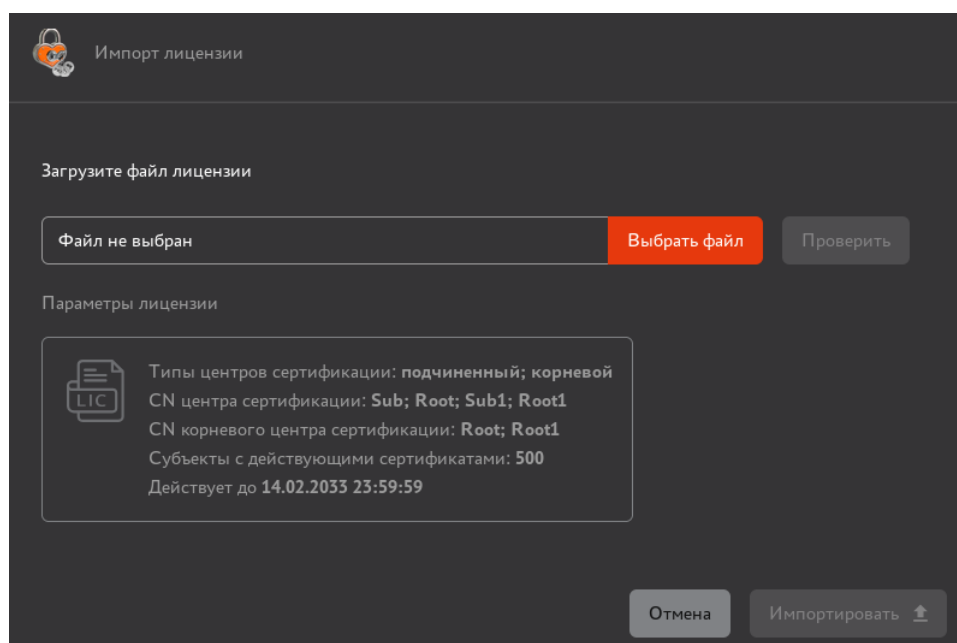 Импорт лицензии
Загрузите файл лицензии
Файл не выбран
Выбрать файл
Проверить
Параметры лицензии
LIC
Типы центров сертификации: подчиненный; корневой
CN центра сертификации: Sub; Root; Sub1; Root1
CN корневого центра сертификации: Root; Root1
Субъекты с действующими сертификатами: 500
Действует до 14.02.2033 23:59:59
Отмена
Импортировать